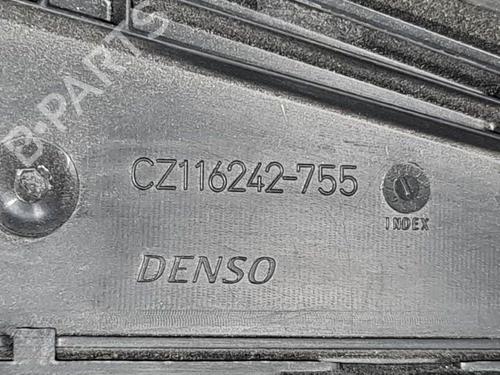 B-PARTS
CZ116242-755
INDEX
DENSO